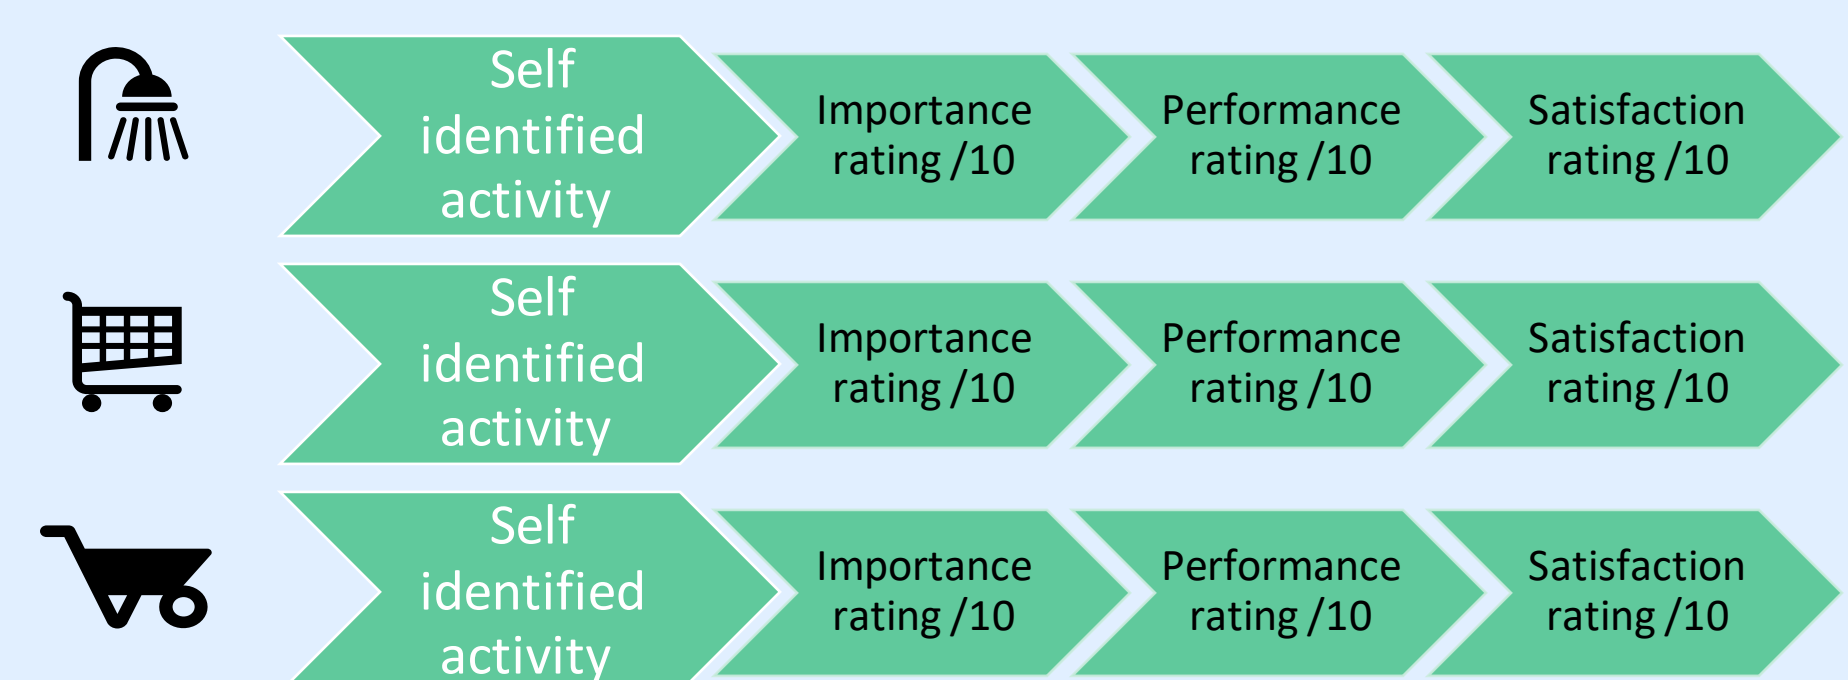 Self
identified
activity
Importance
rating /10
Performance
rating /10
Satisfaction
rating /10
Self
identified
activity
Importance
rating /10
Performance
rating /10
Satisfaction
rating /10
Self
identified
activity
Importance
rating /10
Performance
rating /10
Satisfaction
rating /10